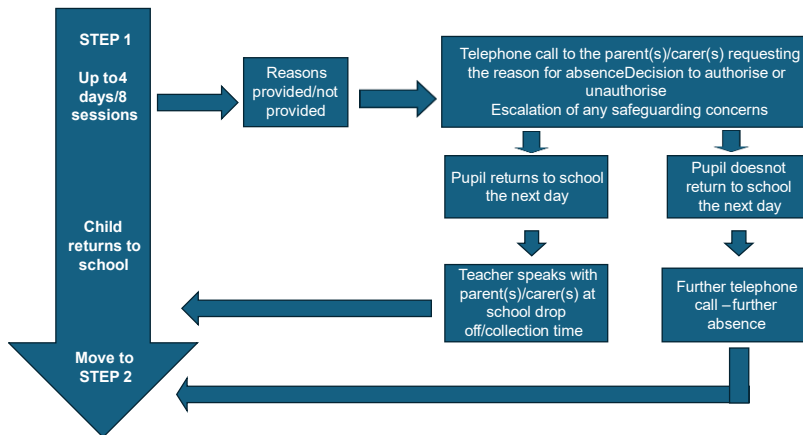 STEP 1
Up to4
days/8
sessions
Child
returns to
school
Move to
STEP 2
Reasons
provided/not
provided
Telephone call to the parent(s)/carer(s) requesting
the reason for absenceDecision to authorise or
unauthorise
Escalation of any safeguarding concerns
Pupil returns to school
the next day
Pupil doesnot
return to school
the next day
Teacher speaks with
parent(s)/carer(s) at
school drop
off/collection time
Further telephone
call –further
absence